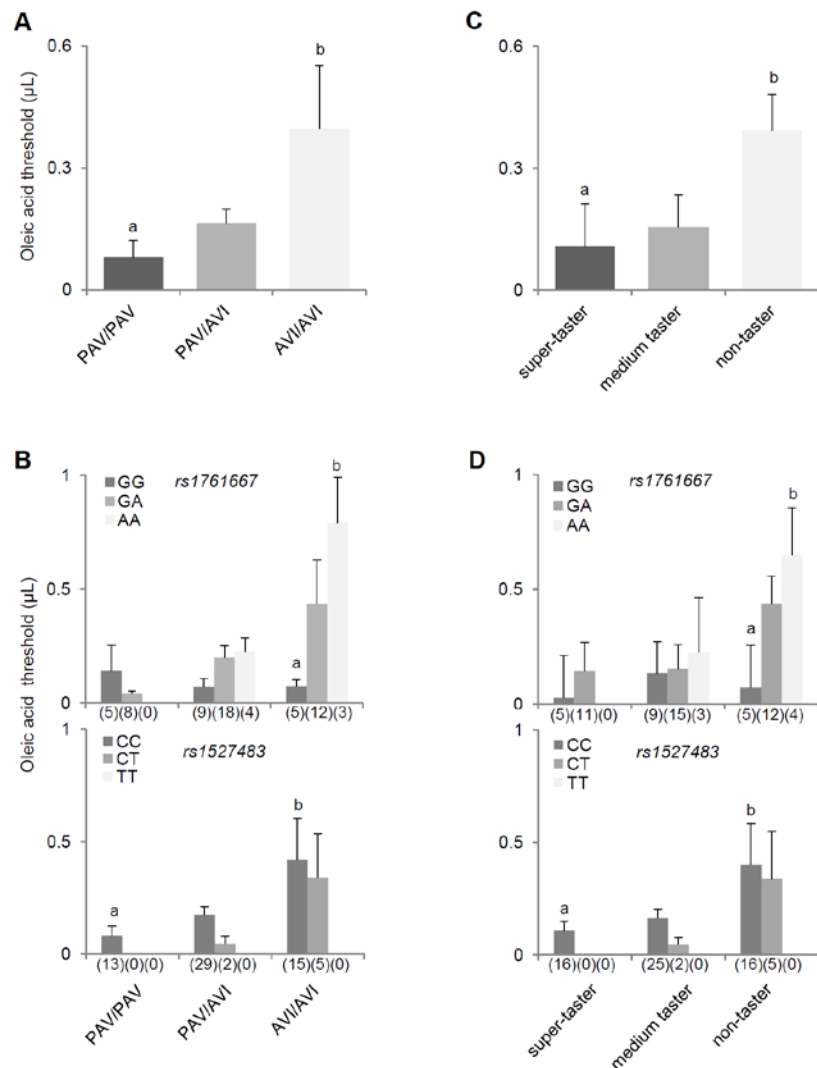 A
Oleic acid threshold (µL)
0.6
0.3
0
a
b
PAV/PAV
PAV/AVI
AVI/AVI
C
0.6
0.3
0
a
b
super-taster
medium taster
non-taster
B
Oleic acid threshold (µL)
1
0.5
0
GG
GA
AA
rs1761667
a
b
(5)(8)(0)
(9)(18)(4)
(5)(12)(3)
1
0.5
0
CC
CT
TT
rs1527483
a
b
(13)(0)(0)
(29)(2)(0)
(15)(5)(0)
PAV/PAV
PAV/AVI
AVI/AVI
D
1
0.5
0
GG
GA
AA
rs1761667
a
b
(5)(11)(0)
(9)(15)(3)
(5)(12)(4)
1
0.5
0
CC
CT
TT
rs1527483
a
b
(16)(0)(0)
(25)(2)(0)
(16)(5)(0)
super-taster
medium taster
non-taster